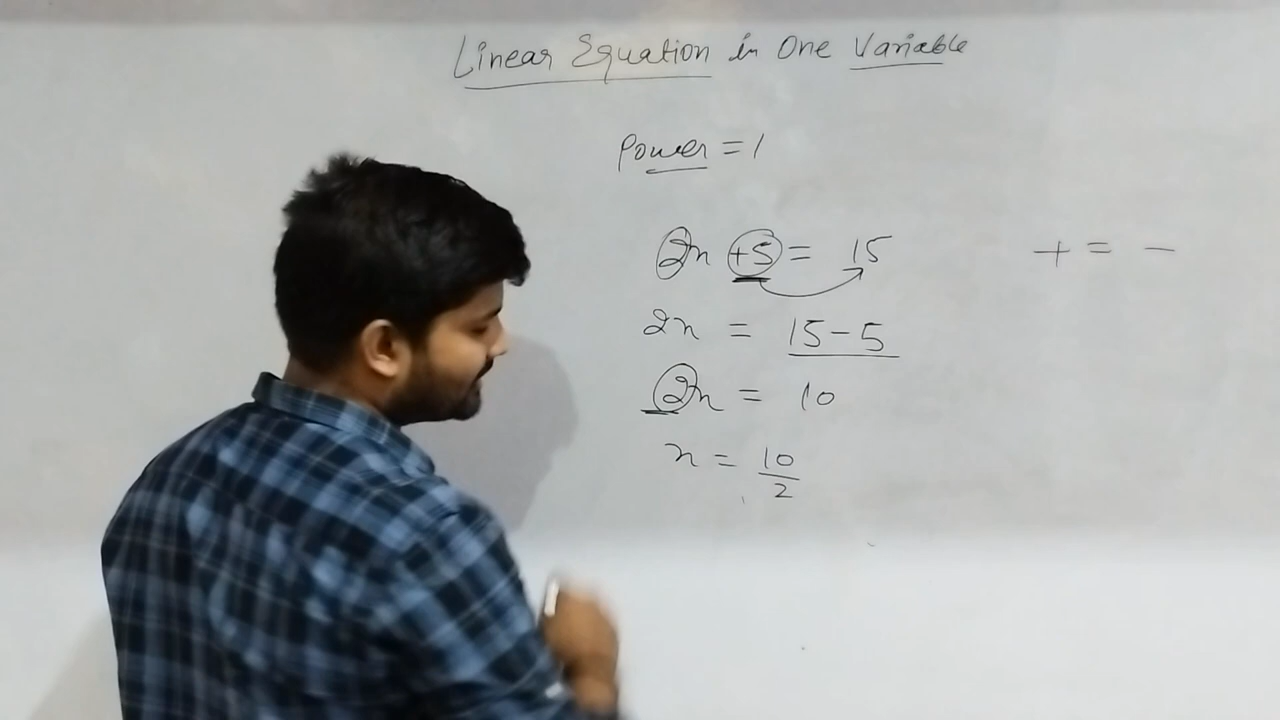 Linear Equation in One Variable
Power = 1
2x +5 = 15
+ = -
2x = 15-5
2x = 10
x = 10/2